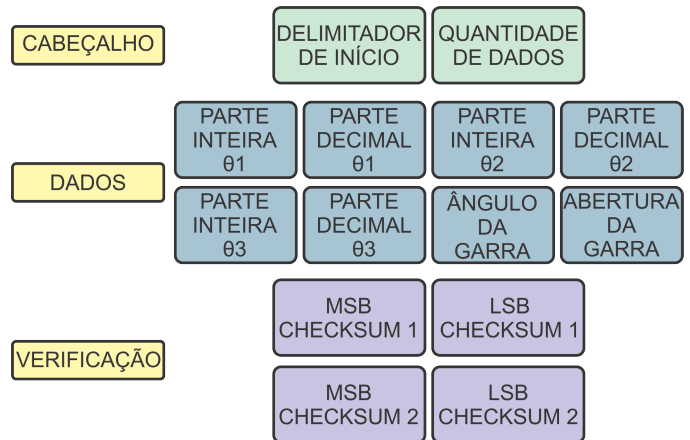 CABEÇALHO
DELIMITADOR
DE INÍCIO
QUANTIDADE
DE DADOS
DADOS
PARTE
INTEIRA
θ1
PARTE
DECIMAL
θ1
PARTE
INTEIRA
θ2
PARTE
DECIMAL
θ2
PARTE
INTEIRA
θ3
PARTE
DECIMAL
θ3
ÂNGULO
DA
GARRA
ABERTURA
DA
GARRA
VERIFICAÇÃO
MSB
CHECKSUM 1
LSB
CHECKSUM 1
MSB
CHECKSUM 2
LSB
CHECKSUM 2